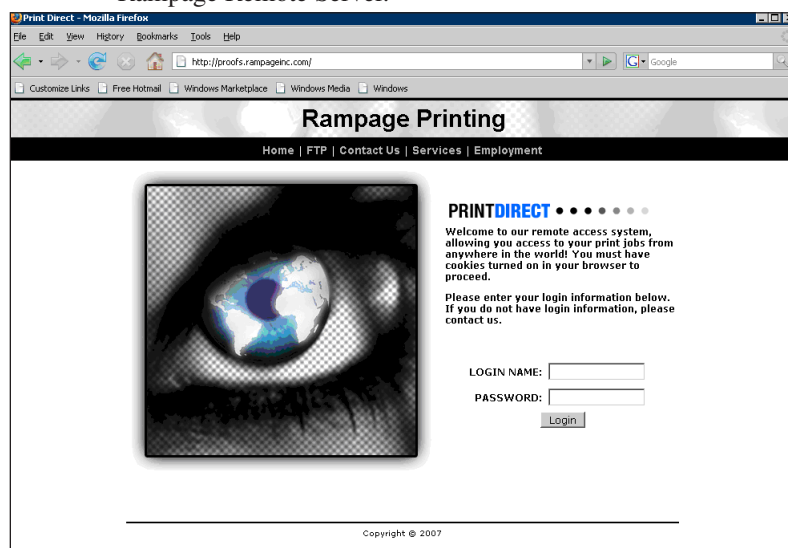 Rampage Remote Server.
Print Direct - Mozilla Firefox
File Edit View History Bookmarks Tools Help
http://proofs.rampageinc.com/
G Google
Customize Links Free Hotmail Windows Marketplace Windows Media Windows
Rampage Printing
Home | FTP | Contact Us | Services | Employment
PRINTDIRECT
Welcome to our remote access system,
allowing you access to your print jobs from
anywhere in the world! You must have
cookies turned on in your browser to
proceed.
Please enter your login information below.
If you do not have login information, please
contact us.
LOGIN NAME:
PASSWORD:
Login
Copyright © 2007